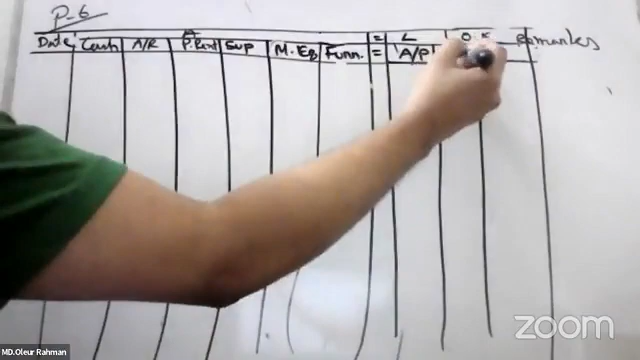 P-6
A = L O E Remarks
Date Cash A/R P.Rent Sup M.Eq Furn. = A/P
zoom
MD.Oleur Rahman